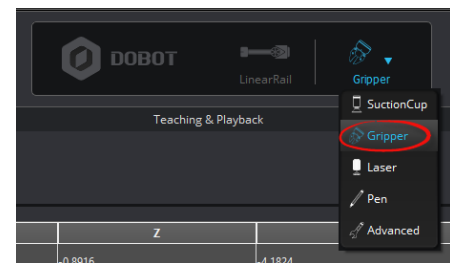 DOBOT
LinearRail
Gripper
SuctionCup
Teaching & Playback
Gripper
Laser
Pen
Z
Advanced
-0.8916
-4.1824